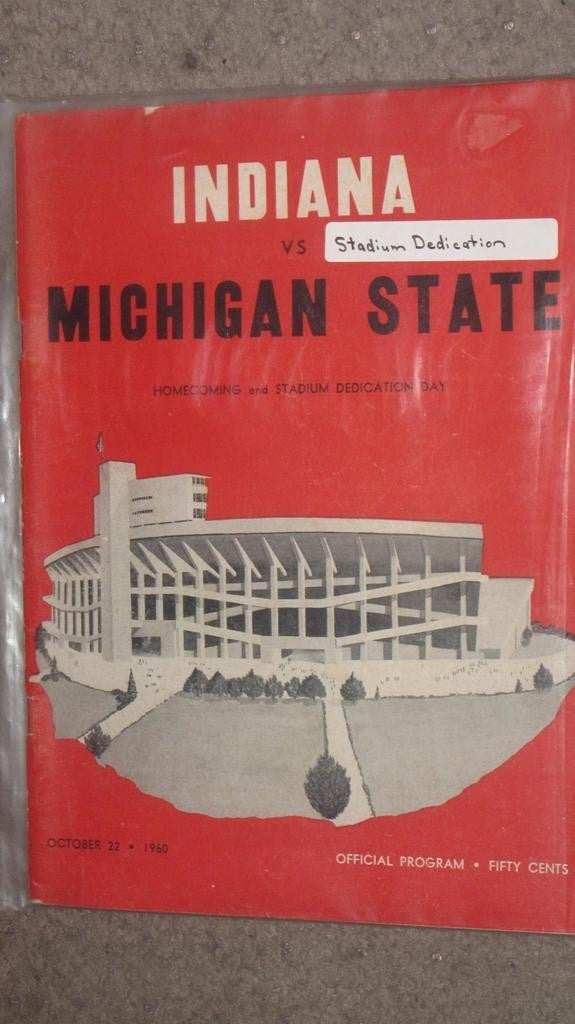 INDIANA
VS Stadium Dedication
MICHIGAN STATE
HOMECOMING and STADIUM DEDICATION DAY
OCTOBER 22 • 1960
OFFICIAL PROGRAM • FIFTY CENTS